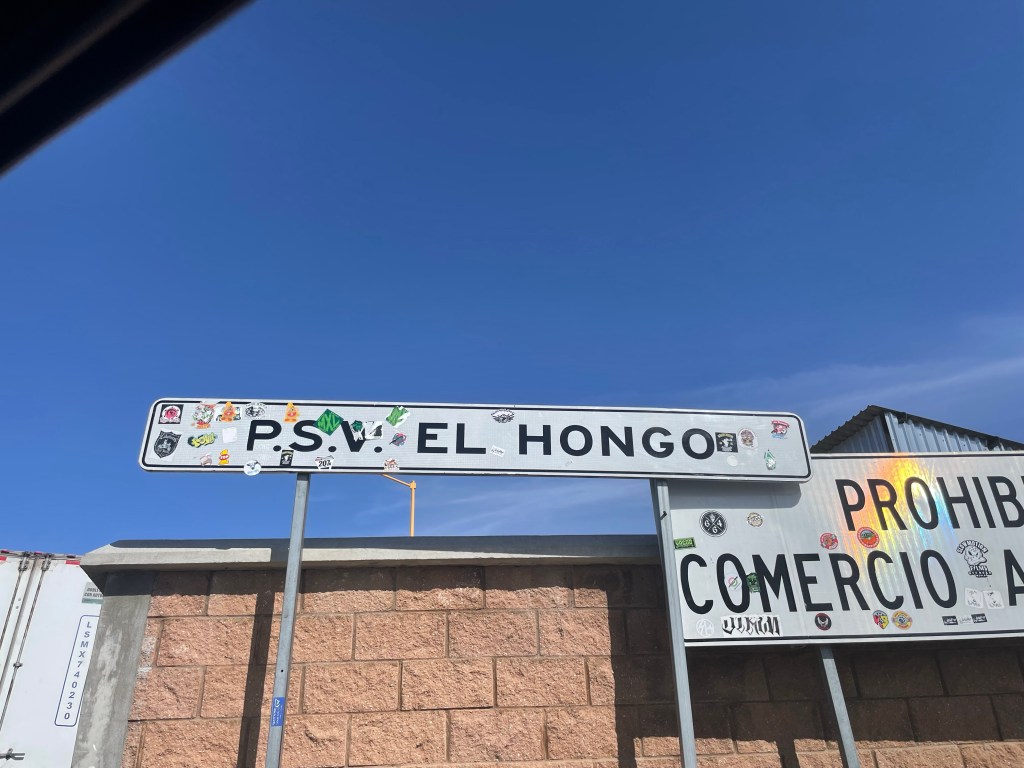 P.S.V. EL HONGO
PROHIB
COMERCIO A
LSMX740230